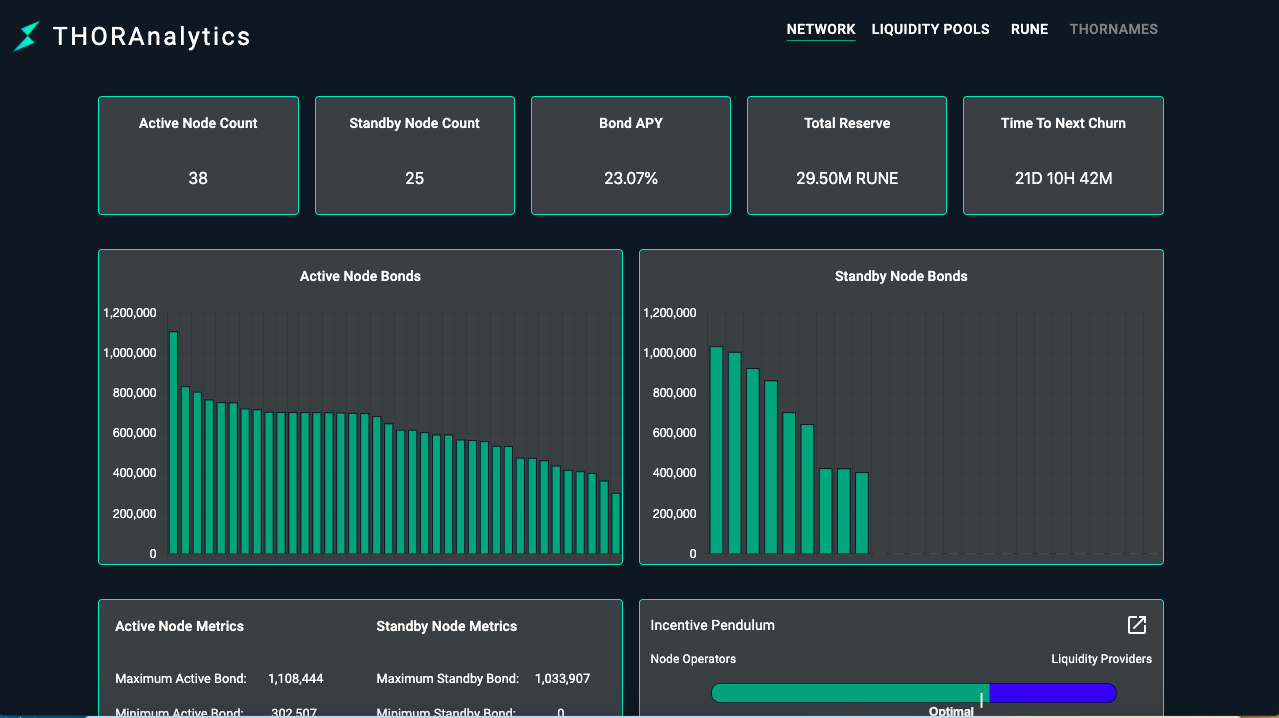 THORAnalytics
NETWORK LIQUIDITY POOLS RUNE THORNAMES
Active Node Count
38
Standby Node Count
25
Bond APY
23.07%
Total Reserve
29.50M RUNE
Time To Next Churn
21D 10H 42M
Active Node Bonds
1,200,000
1,000,000
800,000
600,000
400,000
200,000
0
Standby Node Bonds
1,200,000
1,000,000
800,000
600,000
400,000
200,000
0
Active Node Metrics
Maximum Active Bond: 1,108,444
Minimum Active Bond: 302,507
Standby Node Metrics
Maximum Standby Bond: 1,033,907
Minimum Standby Bond: 0
Incentive Pendulum
Node Operators Liquidity Providers
Optimal